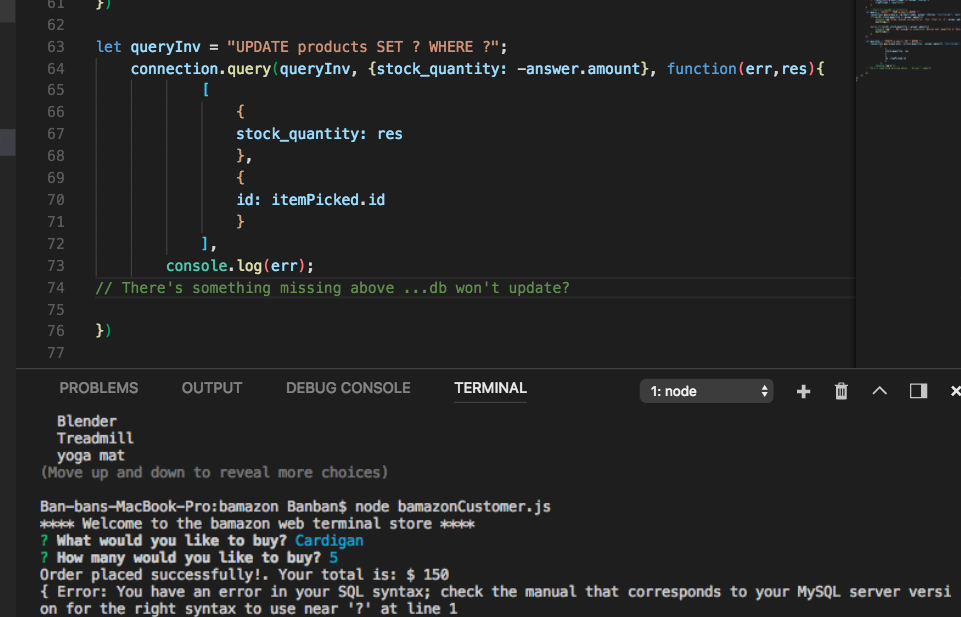 61 })
62
63 let queryInv = "UPDATE products SET ? WHERE ?";
64 connection.query(queryInv, {stock_quantity: -answer.amount}, function(err,res){
65 [
66 {
67 stock_quantity: res
68 },
69 {
70 id: itemPicked.id
71 }
72 ],
73 console.log(err);
74 // There's something missing above ...db won't update?
75
76 })
77
PROBLEMS OUTPUT DEBUG CONSOLE TERMINAL 1: node
Blender
Treadmill
yoga mat
(Move up and down to reveal more choices)
Ban-bans-MacBook-Pro:bamazon Banban$ node bamazonCustomer.js
**** Welcome to the bamazon web terminal store ****
? What would you like to buy? Cardigan
? How many would you like to buy? 5
Order placed successfully!. Your total is: $ 150
{ Error: You have an error in your SQL syntax; check the manual that corresponds to your MySQL server versi
on for the right syntax to use near '?' at line 1